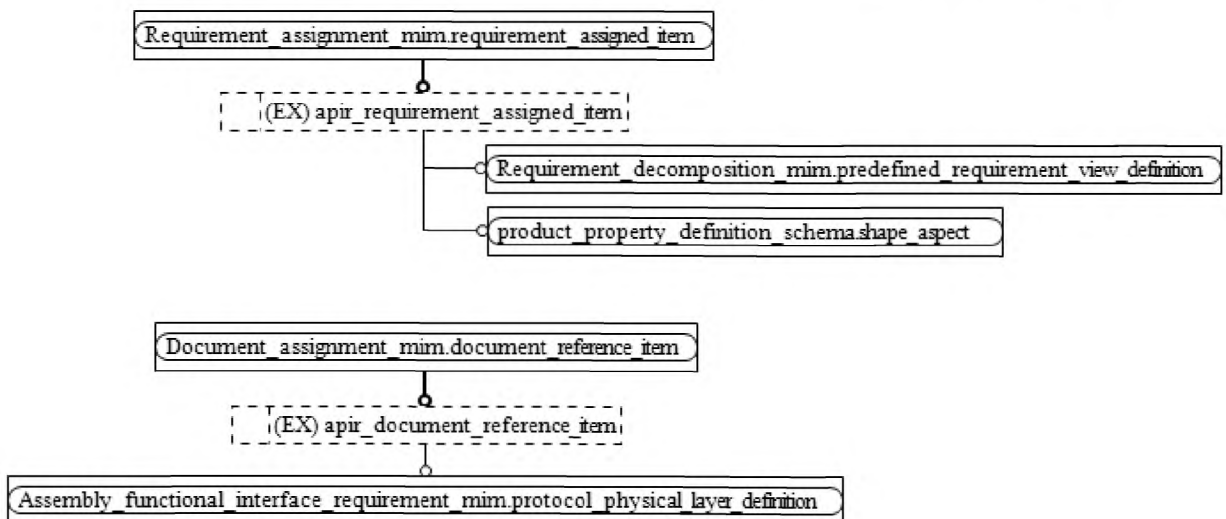 Requirement_assignment_mim.requirement_assigned_item
(EX) apir_requirement_assigned_item
Requirement_decomposition_mim.predefined_requirement_view_definition
product_property_definition_schema.shape_aspect
Document_assignment_mim.document_reference_item
(EX) apir_document_reference_item
Assembly_functional_interface_requirement_mim.protocol_physical_layer_definition